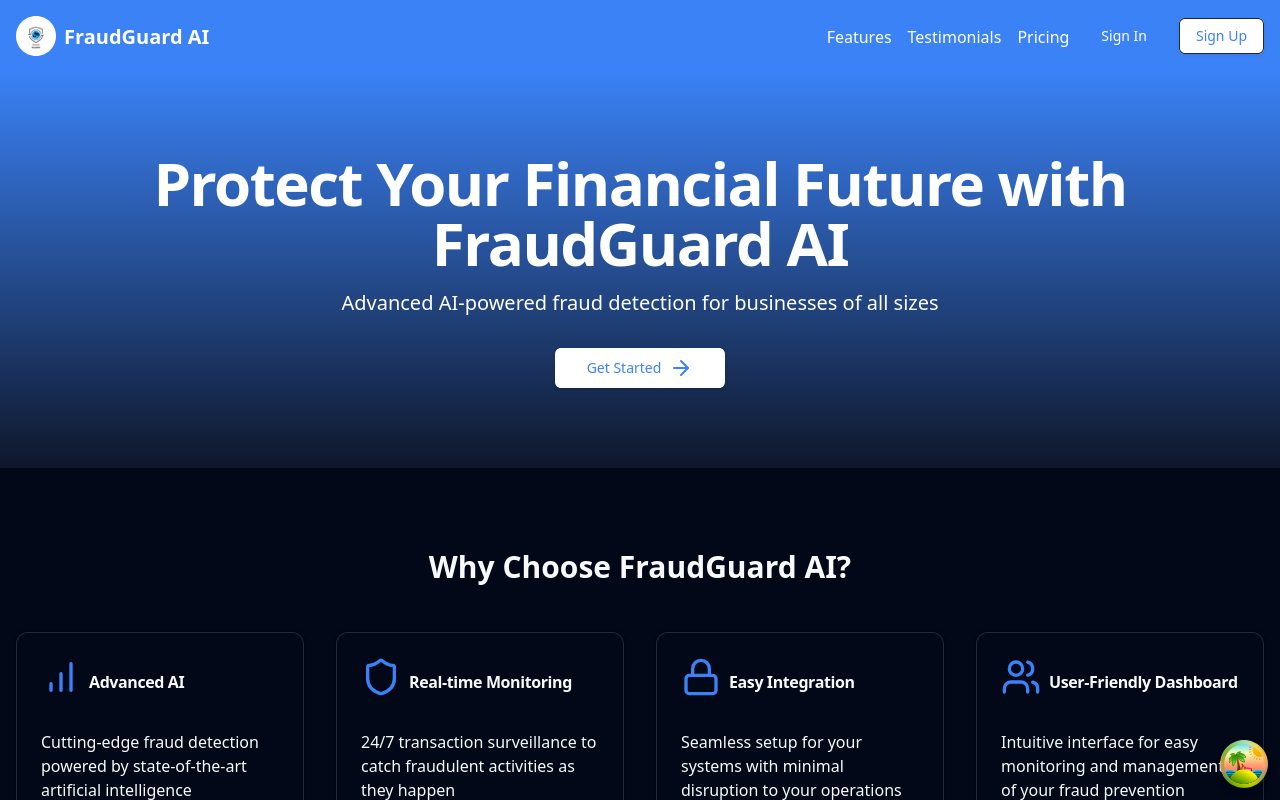 FraudGuard AI
Features
Testimonials
Pricing
Sign In
Sign Up
Protect Your Financial Future with
FraudGuard AI
Advanced AI-powered fraud detection for businesses of all sizes
Get Started
Why Choose FraudGuard AI?
Advanced AI
Cutting-edge fraud detection
powered by state-of-the-art
artificial intelligence
Real-time Monitoring
24/7 transaction surveillance to
catch fraudulent activities as
they happen
Easy Integration
Seamless setup for your
systems with minimal
disruption to your operations
User-Friendly Dashboard
Intuitive interface for easy
monitoring and management
of your fraud prevention